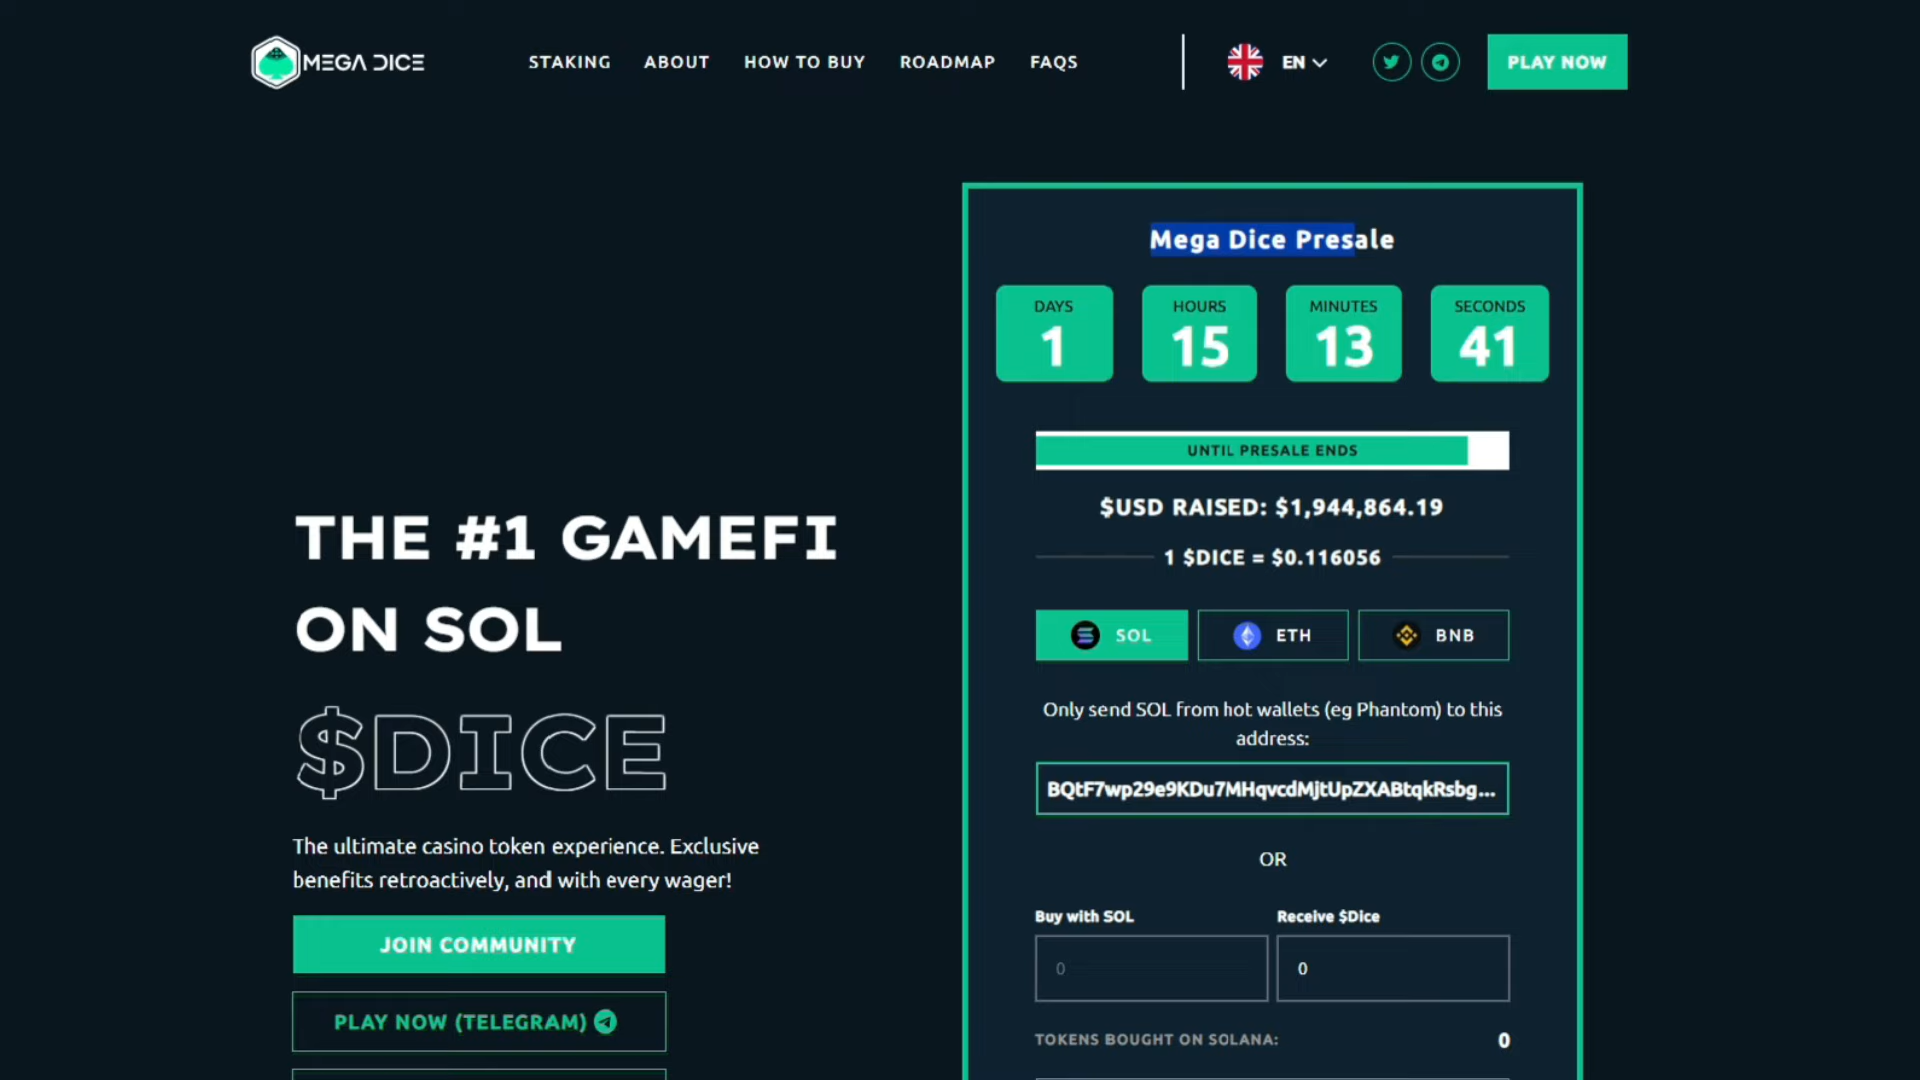 MEGA DICE
STAKING ABOUT HOW TO BUY ROADMAP FAQS
EN
PLAY NOW
THE #1 GAMEFI
ON SOL
$DICE
The ultimate casino token experience. Exclusive
benefits retroactively, and with every wager!
JOIN COMMUNITY
PLAY NOW (TELEGRAM)
Mega Dice Presale
DAYS HOURS MINUTES SECONDS
1 15 13 41
UNTIL PRESALE ENDS
$USD RAISED: $1,944,864.19
1 $DICE = $0.116056
SOL ETH BNB
Only send SOL from hot wallets (eg Phantom) to this
address:
BQtF7wp29e9KDu7MHqvcdMjtUpZXABtqkRsbg...
OR
Buy with SOL Receive $Dice
0 0
TOKENS BOUGHT ON SOLANA: 0